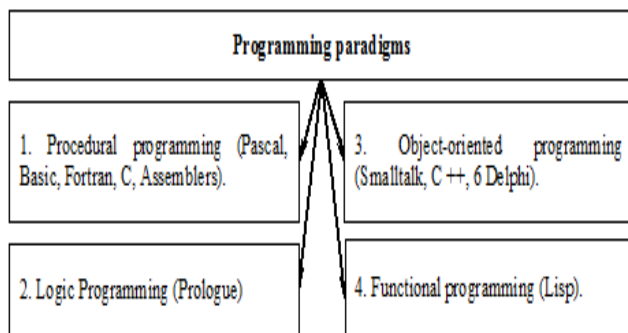 Programming paradigms
1. Procedural programming (Pascal,
Basic, Fortran, C, Assemblers).
3. Object-oriented programming
(Smalltalk, C ++, 6 Delphi).
2. Logic Programming (Prologue)
4. Functional programming (Lisp).